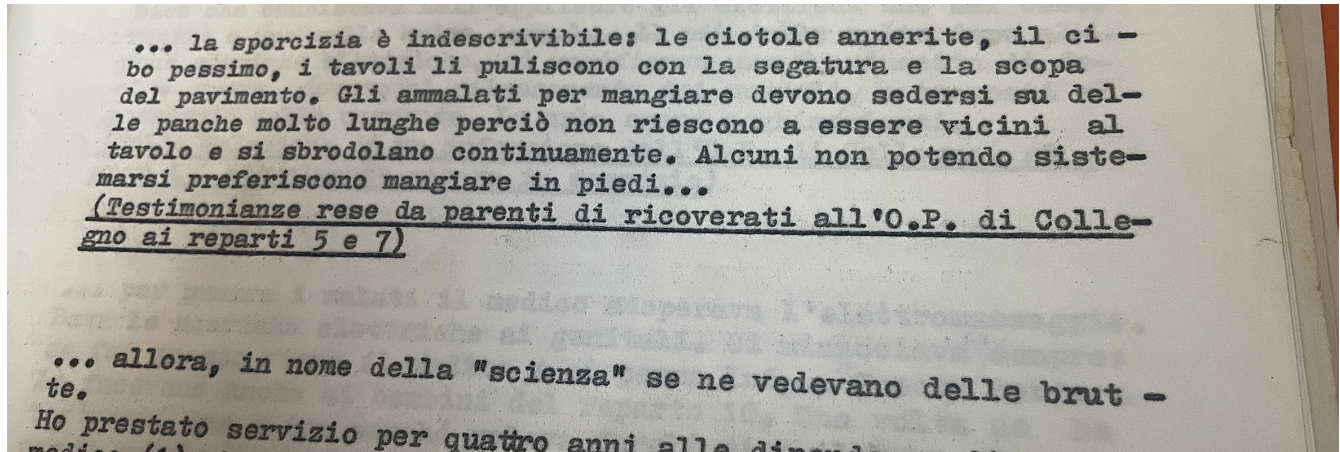 ... la sporcizia è indescrivibile: le ciotole annerite, il ci -
bo pessimo, i tavoli li puliscono con la segatura e la scopa
del pavimento. Gli ammalati per mangiare devono sedersi su del-
le panche molto lunghe perciò non riescono a essere vicini al
tavolo e si sbrodolano continuamente. Alcuni non potendo siste-
marsi preferiscono mangiare in piedi...
(Testimonianze rese da parenti di ricoverati all'O.P. di Colle-
gno ai reparti 5 e 7)
... allora, in nome della "scienza" se ne vedevano delle brut -
te.
Ho prestato servizio per quattro anni alle